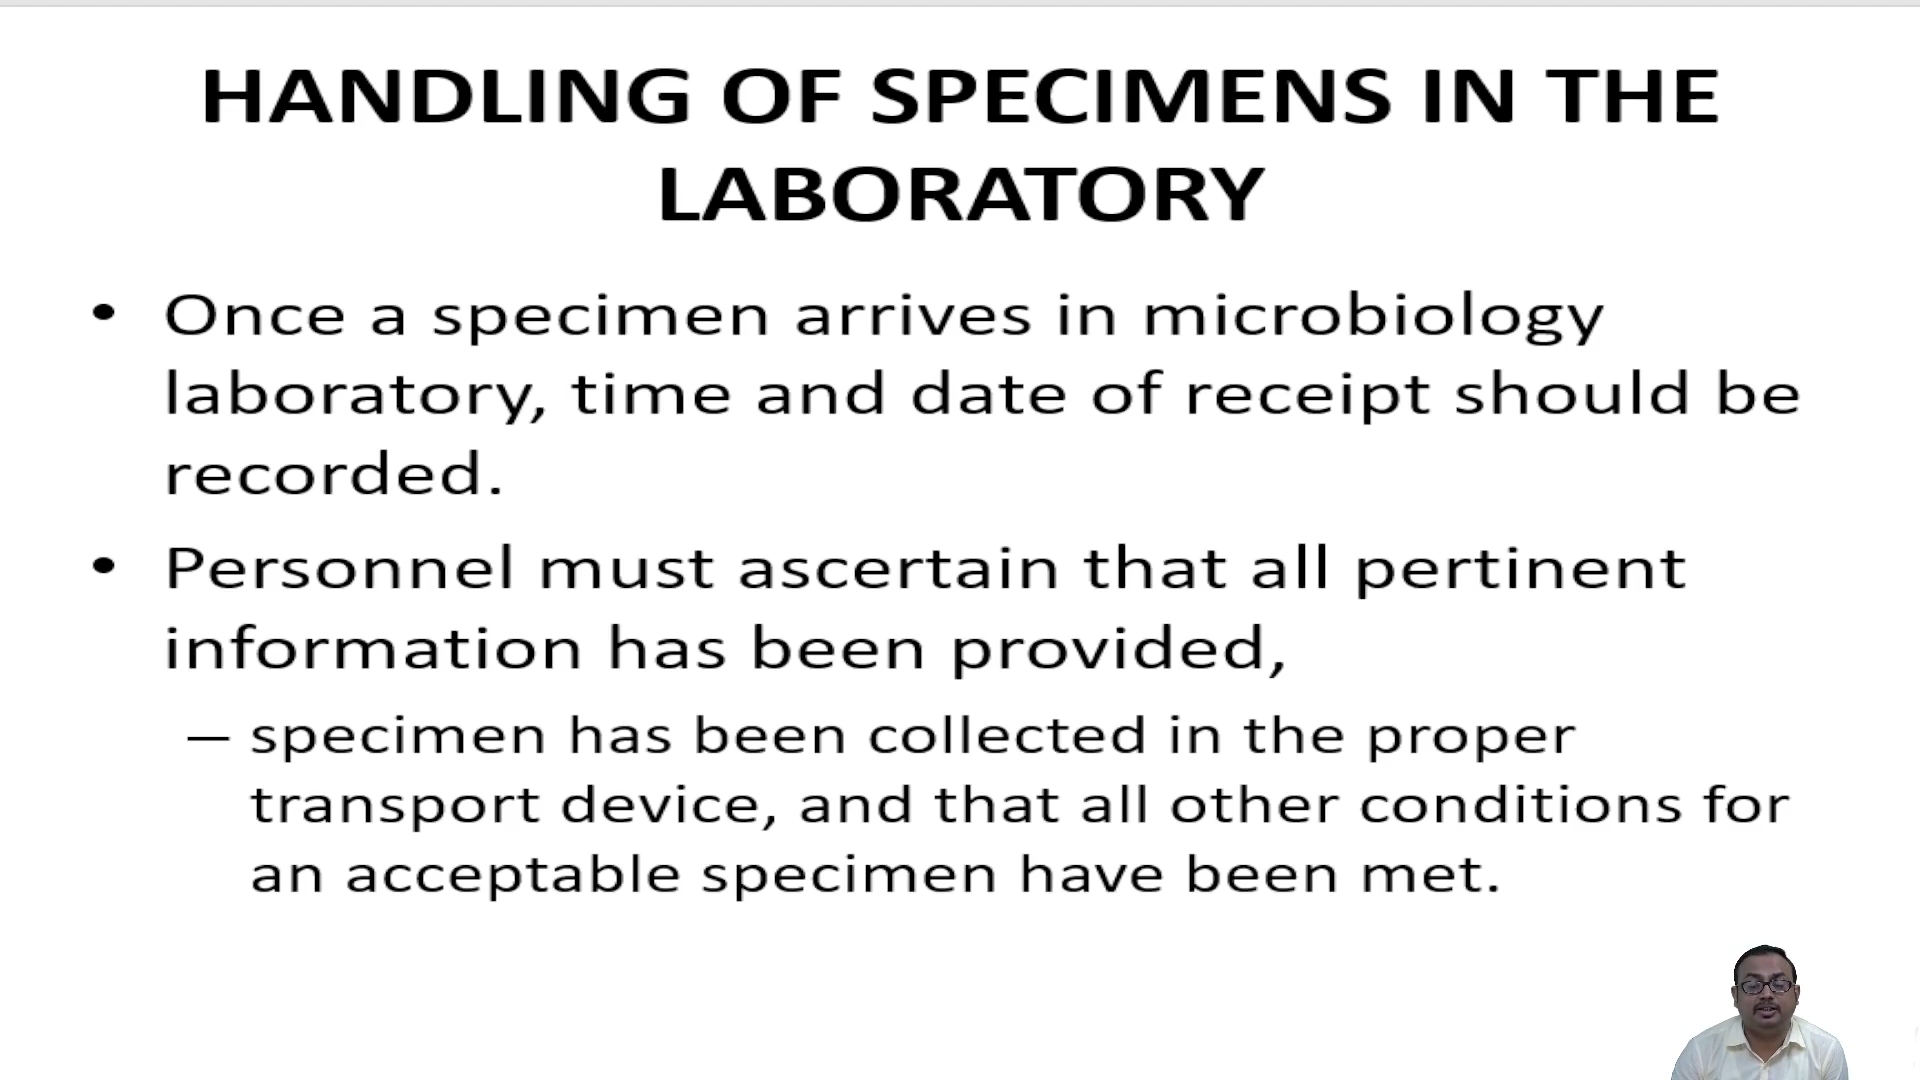 HANDLING OF SPECIMENS IN THE
LABORATORY
• Once a specimen arrives in microbiology
laboratory, time and date of receipt should be
recorded.
• Personnel must ascertain that all pertinent
information has been provided,
– specimen has been collected in the proper
transport device, and that all other conditions for
an acceptable specimen have been met.